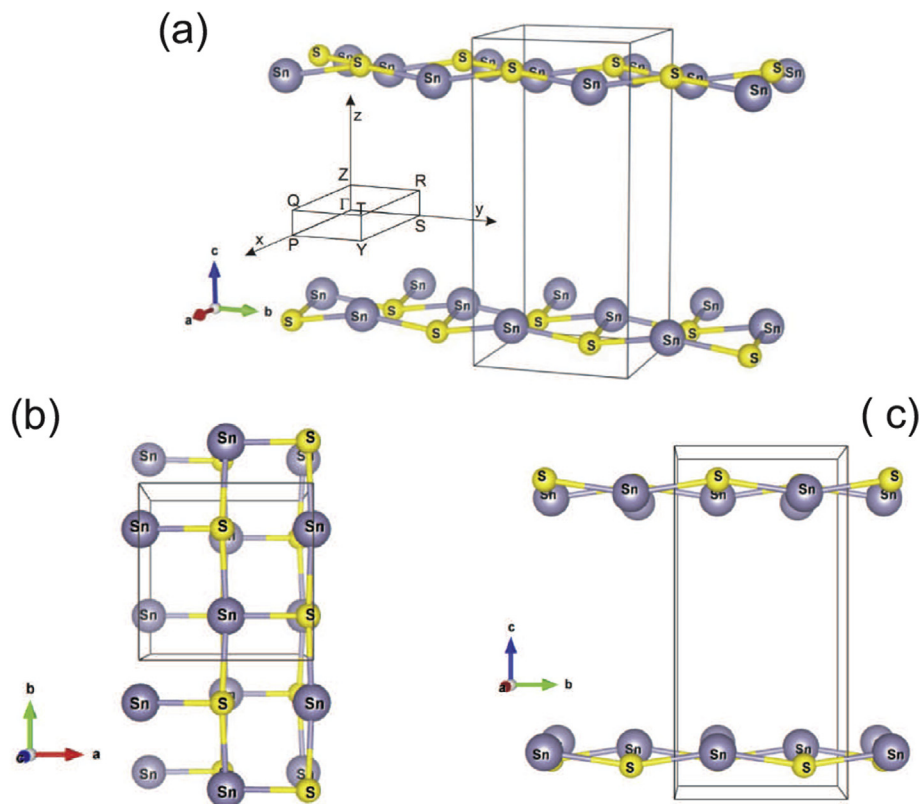 (a)
S S S S S S
Sn Sn Sn Sn Sn Sn Sn Sn Sn
z
Z R
Q Γ T
y
x S
P Y
c
b
a
Sn Sn Sn Sn Sn Sn Sn
S S S S S
Sn Sn Sn
S
(b)
Sn S
Sn S Sn
Sn S Sn
Sn S
Sn Sn S
Sn S Sn
Sn S
Sn S Sn
Sn S
b
a
c
(c)
S S S
Sn Sn Sn Sn Sn
c
a b
Sn Sn Sn Sn Sn
S S